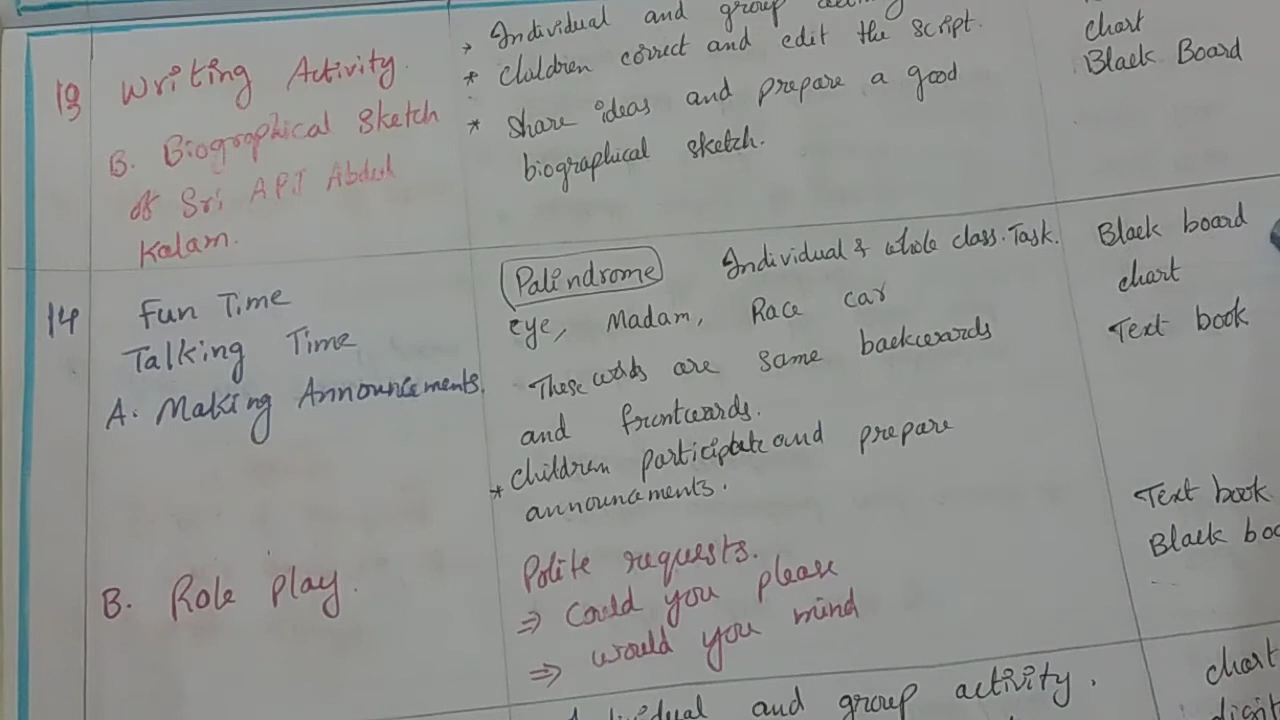 * Individual and group
* Children correct and edit the script.
* Share ideas and prepare a good
biographical sketch.
chart
Black Board
13
Writing Activity.
B. Biographical Sketch
of Sri APJ Abdul
Kalam.
14
Fun Time
Talking Time
A. Making Announcements.
Palindrome Individual & whole class. Task.
eye, Madam, Race car
These words are same backwards
and frontwards.
* Children participate and prepare
announcements.
Black board
chart
Text book
B. Role play.
Polite requests.
⇒ Could you please
⇒ would you mind
Text book
Black boa
and group activity.
chart